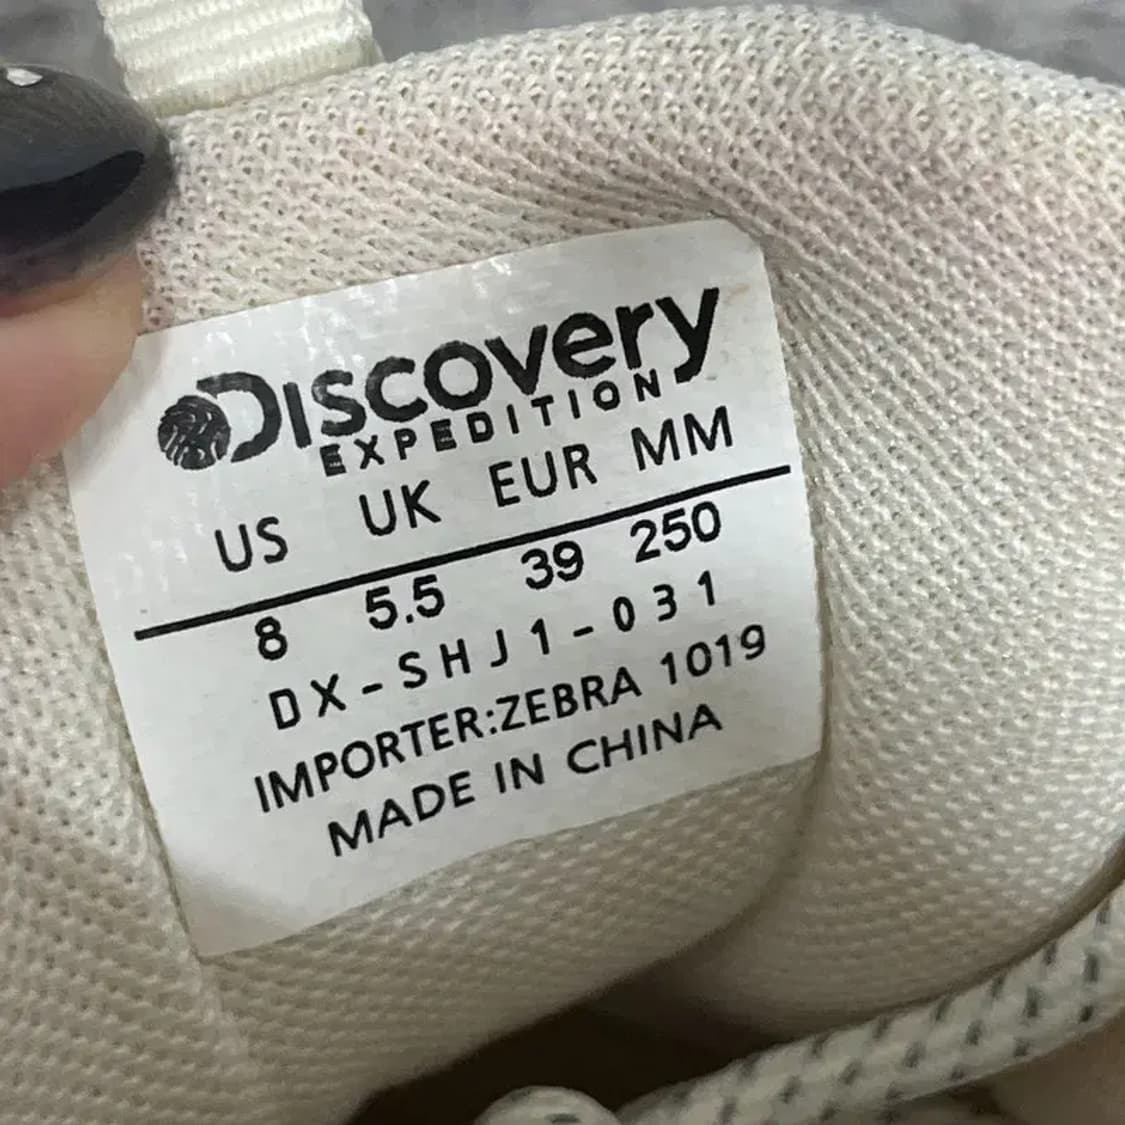 Discovery
EXPEDITION
US UK EUR MM
8 5.5 39 250
DX-SHJ1-031
IMPORTER:ZEBRA 1019
MADE IN CHINA